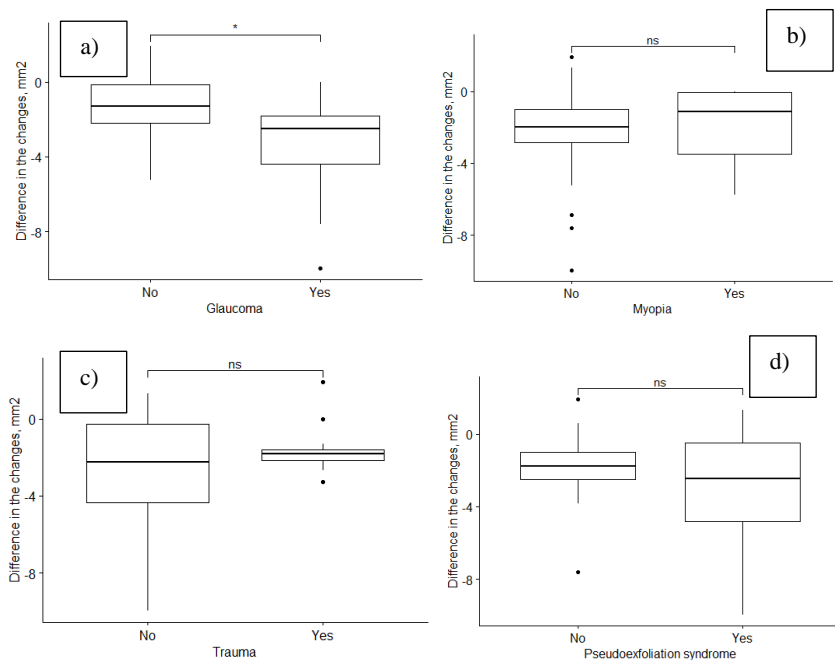 a)
*
Difference in the changes, mm2
0
-4
-8
No
Yes
Glaucoma
b)
ns
Difference in the changes, mm2
0
-4
-8
No
Yes
Myopia
c)
ns
Difference in the changes, mm2
0
-4
-8
No
Yes
Trauma
d)
ns
Difference in the changes, mm2
0
-4
-8
No
Yes
Pseudoexfoliation syndrome